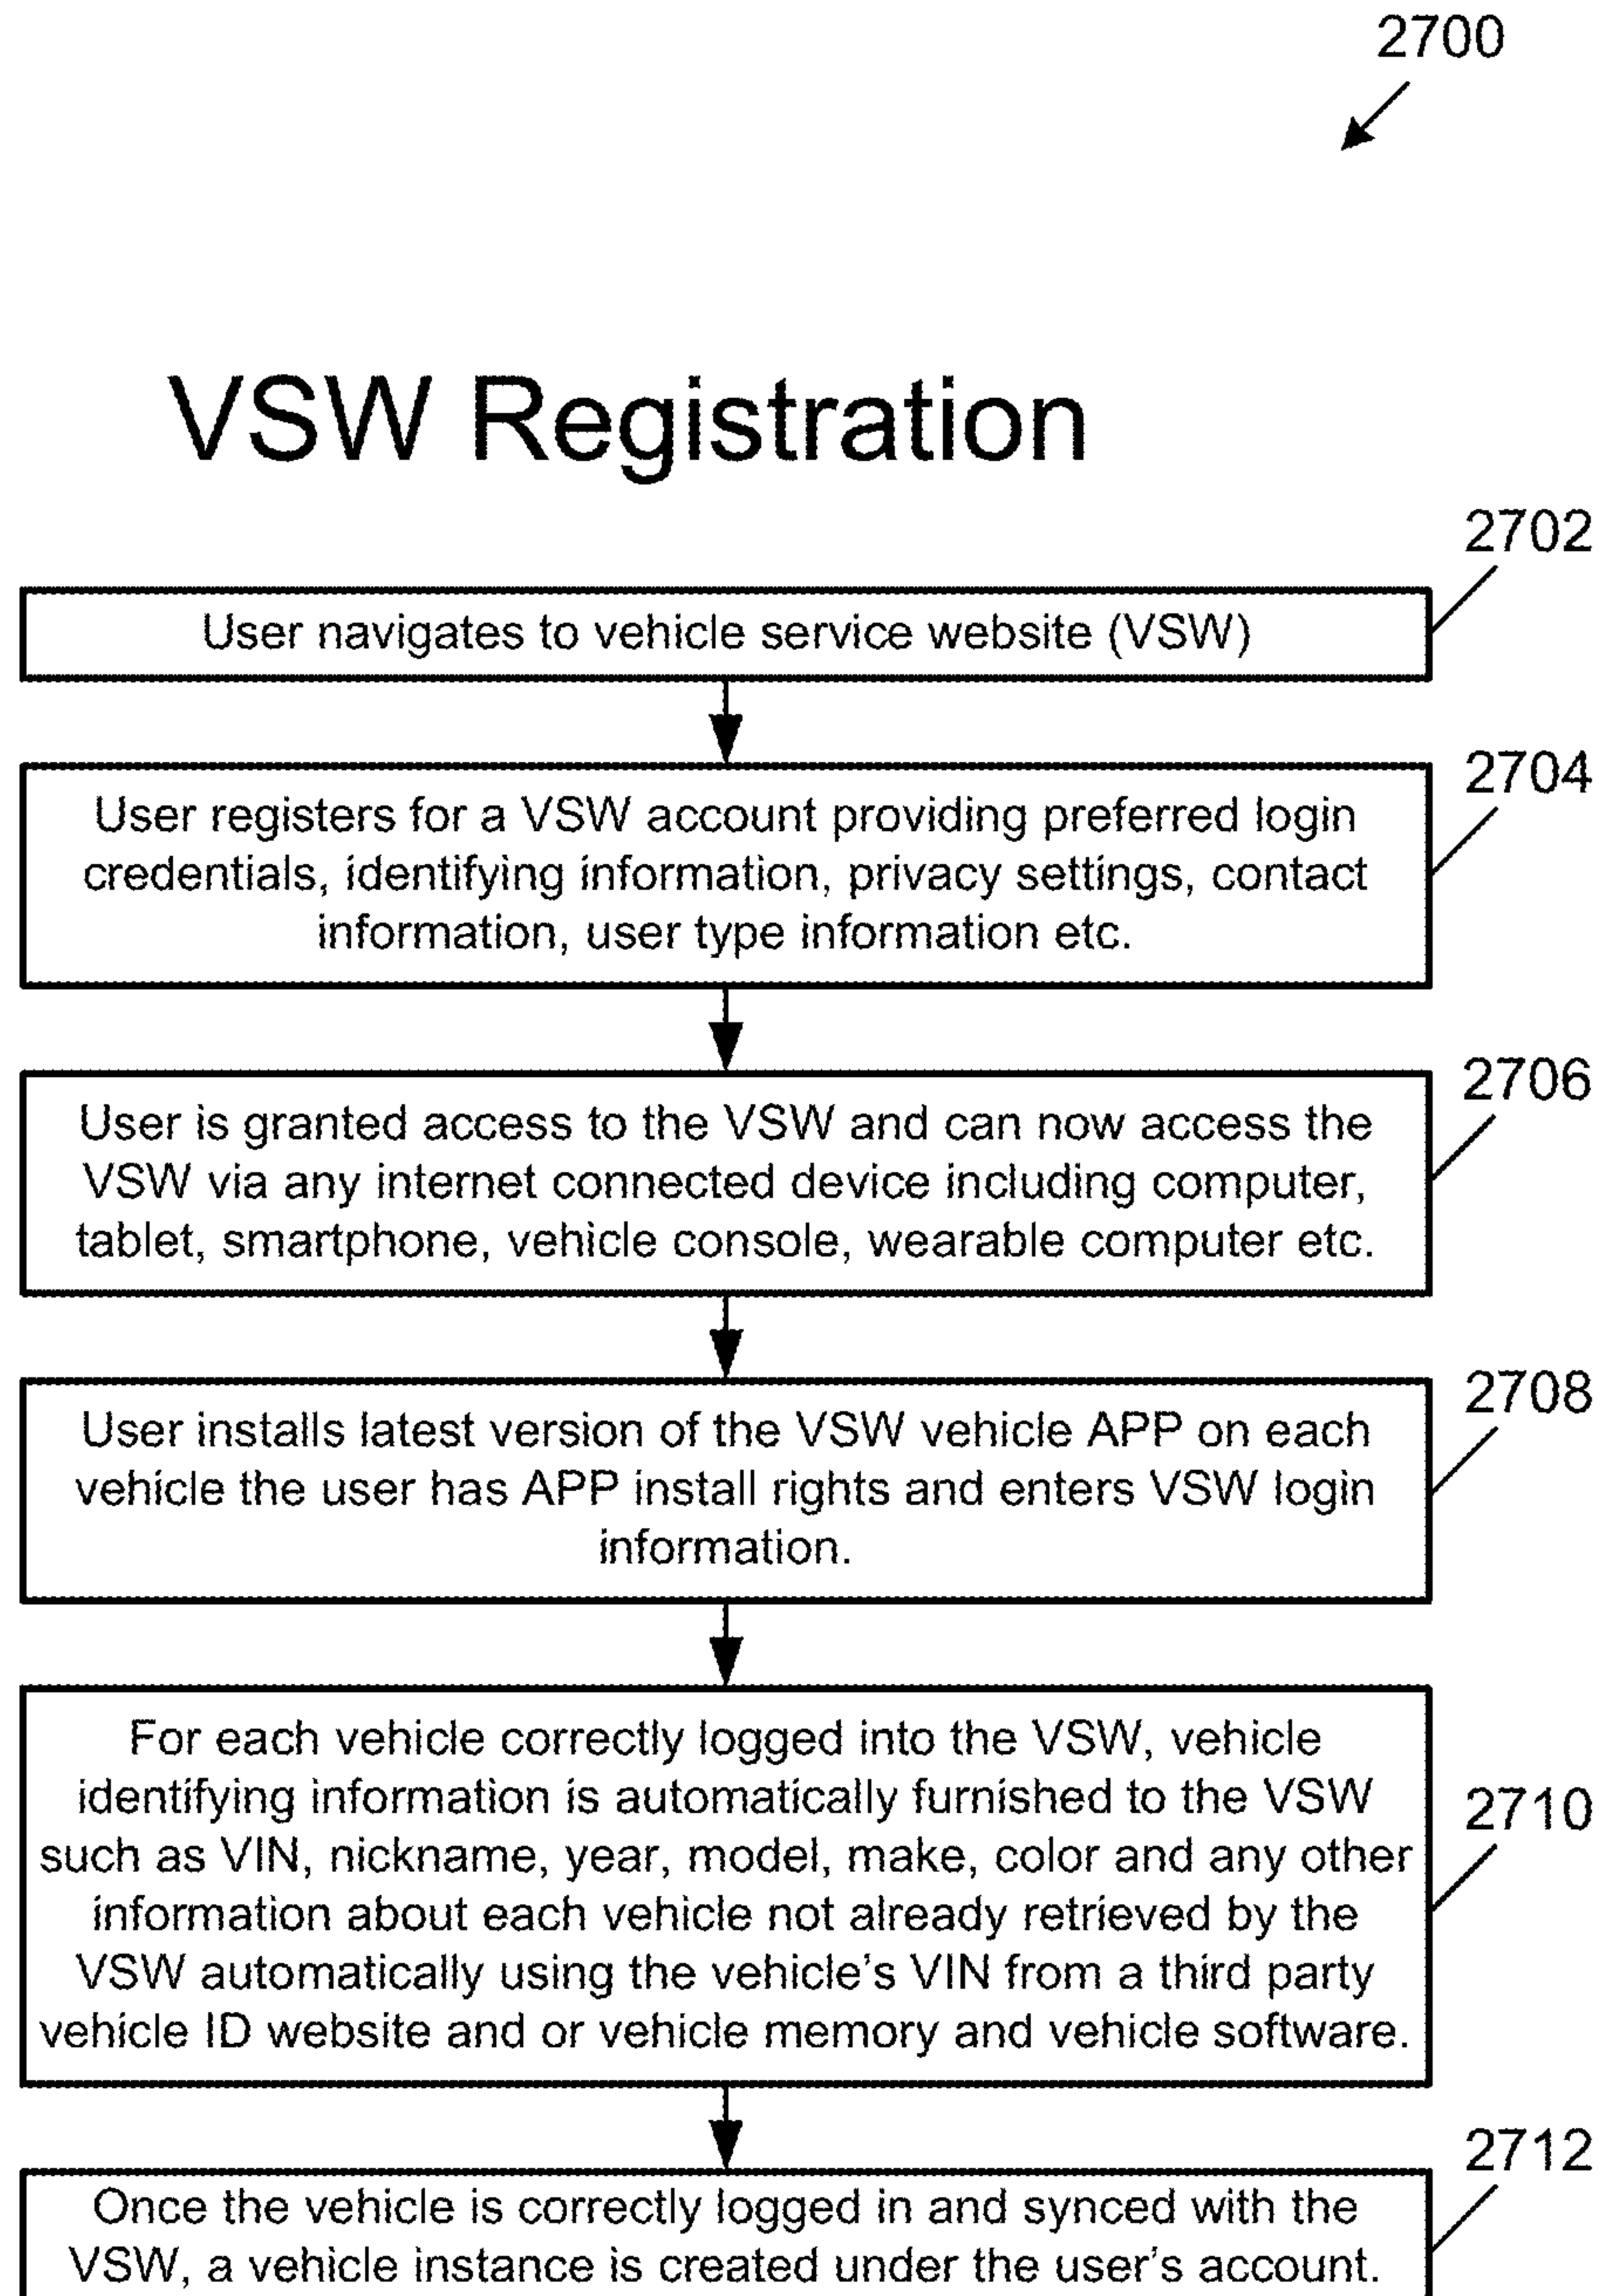 2700
VSW Registration
2702
User navigates to vehicle service website (VSW)
2704
User registers for a VSW account providing preferred login
credentials, identifying information, privacy settings, contact
information, user type information etc.
2706
User is granted access to the VSW and can now access the
VSW via any internet connected device including computer,
tablet, smartphone, vehicle console, wearable computer etc.
2708
User installs latest version of the VSW vehicle APP on each
vehicle the user has APP install rights and enters VSW login
information.
2710
For each vehicle correctly logged into the VSW, vehicle
identifying information is automatically furnished to the VSW
such as VIN, nickname, year, model, make, color and any other
information about each vehicle not already retrieved by the
VSW automatically using the vehicle's VIN from a third party
vehicle ID website and or vehicle memory and vehicle software.
2712
Once the vehicle is correctly logged in and synced with the
VSW, a vehicle instance is created under the user's account.